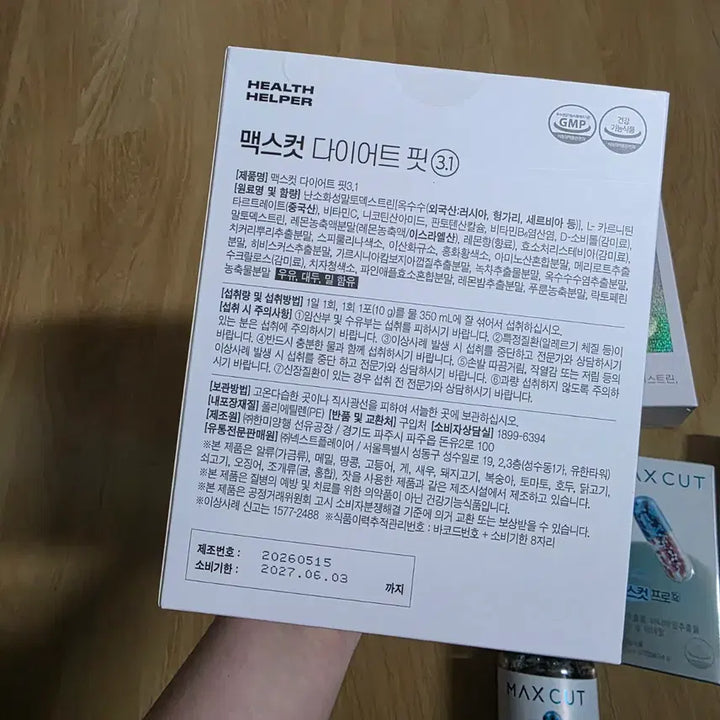 HEALTH
HELPER
GMP
건강
기능식품
맥스컷 다이어트 핏 3.1
[제품명] 맥스컷 다이어트 핏3.1
[원료명 및 함량] 난소화성말토덱스트린[옥수수(외국산:러시아, 헝가리, 세르비아 등)], L-카르니틴
타르트레이트(중국산), 비타민C, 니코틴산아미드, 판토텐산칼슘, 비타민B₆염산염, D-소비톨(감미료),
말토덱스트린, 레몬농축액분말(레몬농축액/이스라엘산), 레몬향(향료), 효소처리스테비아(감미료),
치커리뿌리추출분말, 스피룰리나색소, 이산화규소, 홍화황색소, 아미노산혼합분말, 메리로트추출
분말, 히비스커스추출분말, 가르시니아캄보지아껍질추출분말, 녹차추출물분말, 옥수수수염추출분말,
수크랄로스(감미료), 치자청색소, 파인애플효소혼합분말, 레몬밤추출분말, 푸룬농축분말, 락토페린
농축물분말 우유, 대두, 밀 함유
[섭취량 및 섭취방법] 1일 1회, 1회 1포(10 g)를 물 350 mL에 잘 섞어서 섭취하십시오.
[섭취 시 주의사항] ①임산부 및 수유부는 섭취를 피하시기 바랍니다. ②특정질환(알레르기 체질 등)이
있는 분은 섭취에 주의하시기 바랍니다. ③이상사례 발생 시 섭취를 중단하고 전문가와 상담하시기
바랍니다. ④반드시 충분한 물과 함께 섭취하시기 바랍니다. ⑤손발 따끔거림, 작열감 또는 저림 등의
이상사례 발생 시 섭취를 중단 하고 전문가와 상담하시기 바랍니다. ⑥과량 섭취하지 않도록 주의하
시기 바랍니다. ⑦신장질환이 있는 경우 섭취 전 전문가와 상담하시기 바랍니다.
[보관방법] 고온다습한 곳이나 직사광선을 피하여 서늘한 곳에 보관하십시오.
[내포장재질] 폴리에틸렌(PE) [반품 및 교환처] 구입처 [소비자상담실] 1899-6394
[제조원] ㈜한미양행 선유공장 / 경기도 파주시 파주읍 돈유2로 100
[유통전문판매원] ㈜넥스트플레이어 / 서울특별시 성동구 성수일로 19, 2,3층(성수동1가, 유한타워)
※본 제품은 알류(가금류), 메밀, 땅콩, 고등어, 게, 새우, 돼지고기, 복숭아, 토마토, 호두, 닭고기,
쇠고기, 오징어, 조개류(굴, 홍합), 잣을 사용한 제품과 같은 제조시설에서 제조하고 있습니다.
※본 제품은 질병의 예방 및 치료를 위한 의약품이 아닌 건강기능식품입니다.
※본 제품은 공정거래위원회 고시 소비자분쟁해결 기준에 의거 교환 또는 보상받을 수 있습니다.
※이상사례 신고는 1577-2488 ※식품이력추적관리번호 : 바코드번호 + 소비기한 8자리
제조번호 : 20260515
소비기한 : 2027.06.03 까지
스트린,
MAXCUT
스컷 프로
MAXCUT